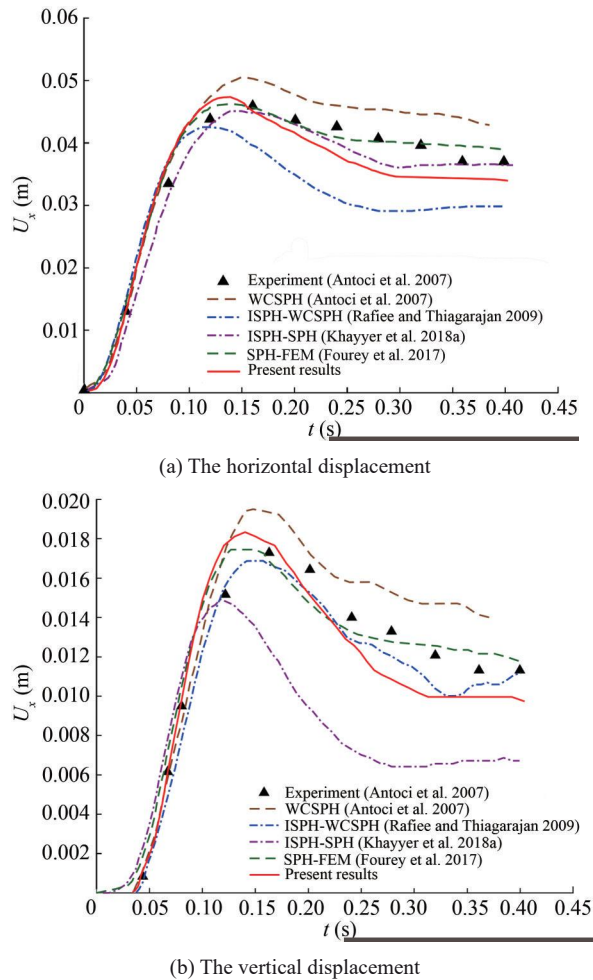 0.06
0.05
0.04
0.03
0.02
0.01
U_x (m)
Experiment (Antoci et al. 2007)
WCSPH (Antoci et al. 2007)
ISPH-WCSPH (Rafiee and Thiagarajan 2009)
ISPH-SPH (Khayyer et al. 2018a)
SPH-FEM (Fourey et al. 2017)
Present results
0 0.05 0.10 0.15 0.20 0.25 0.30 0.35 0.40 0.45
t (s)
(a) The horizontal displacement
0.020
0.018
0.016
0.014
0.012
0.010
0.008
0.006
0.004
0.002
U_x (m)
Experiment (Antoci et al. 2007)
WCSPH (Antoci et al. 2007)
ISPH-WCSPH (Rafiee and Thiagarajan 2009)
ISPH-SPH (Khayyer et al. 2018a)
SPH-FEM (Fourey et al. 2017)
Present results
0 0.05 0.10 0.15 0.20 0.25 0.30 0.35 0.40 0.45
t (s)
(b) The vertical displacement